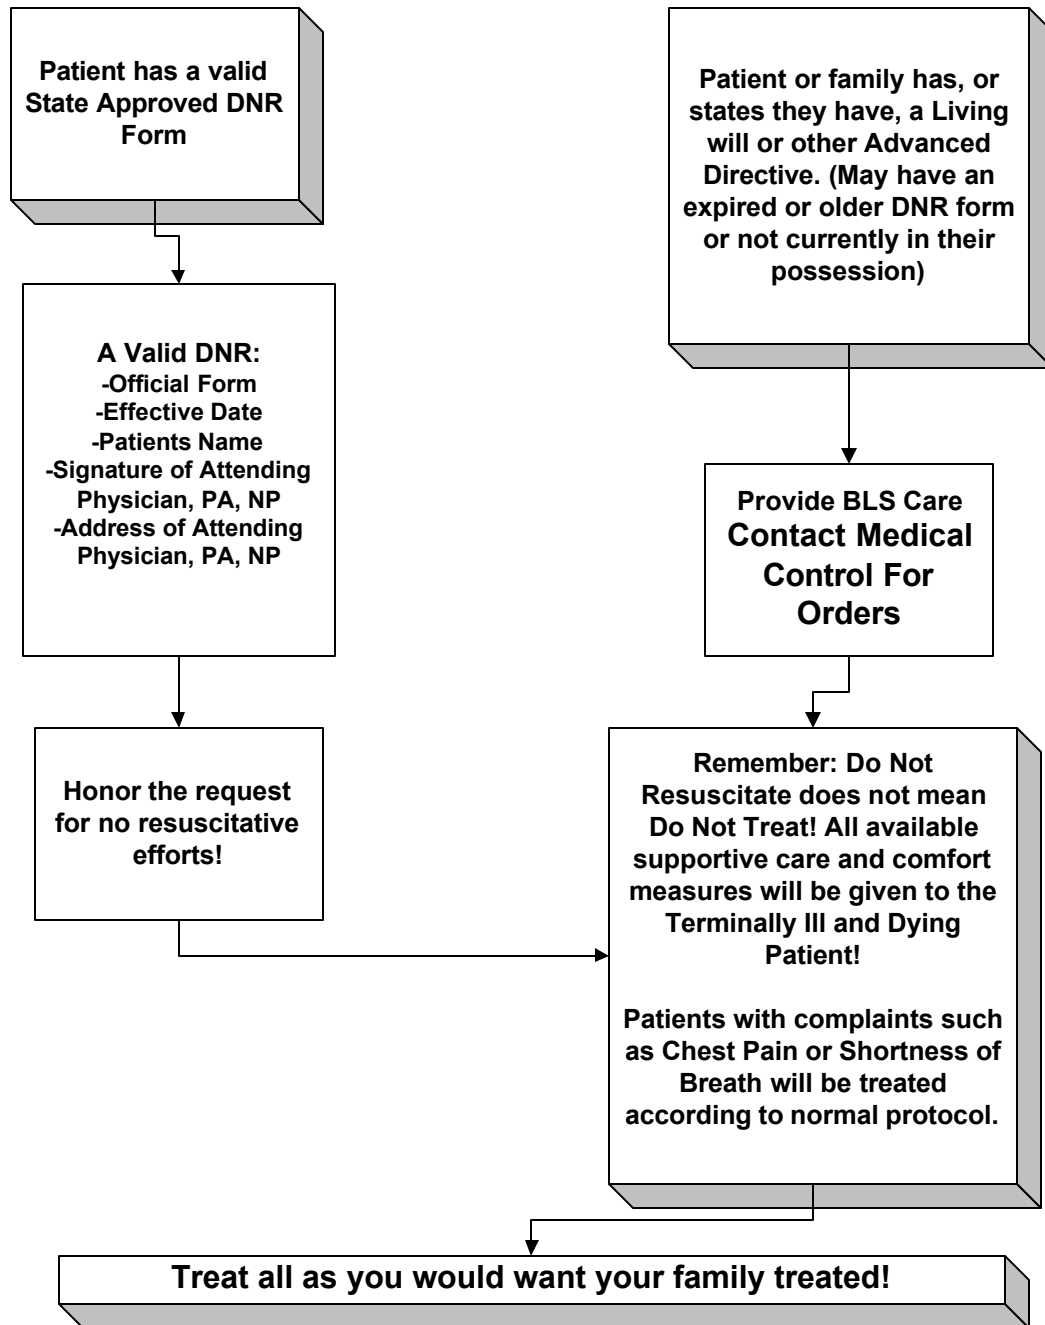 Patient has a valid
State Approved DNR
Form
A Valid DNR:
-Official Form
-Effective Date
-Patients Name
-Signature of Attending
Physician, PA, NP
-Address of Attending
Physician, PA, NP
Honor the request
for no resuscitative
efforts!
Patient or family has, or
states they have, a Living
will or other Advanced
Directive. (May have an
expired or older DNR form
or not currently in their
possession)
Provide BLS Care
Contact Medical
Control For
Orders
Remember: Do Not
Resuscitate does not mean
Do Not Treat! All available
supportive care and comfort
measures will be given to the
Terminally Ill and Dying
Patient!
Patients with complaints such
as Chest Pain or Shortness of
Breath will be treated
according to normal protocol.
Treat all as you would want your family treated!